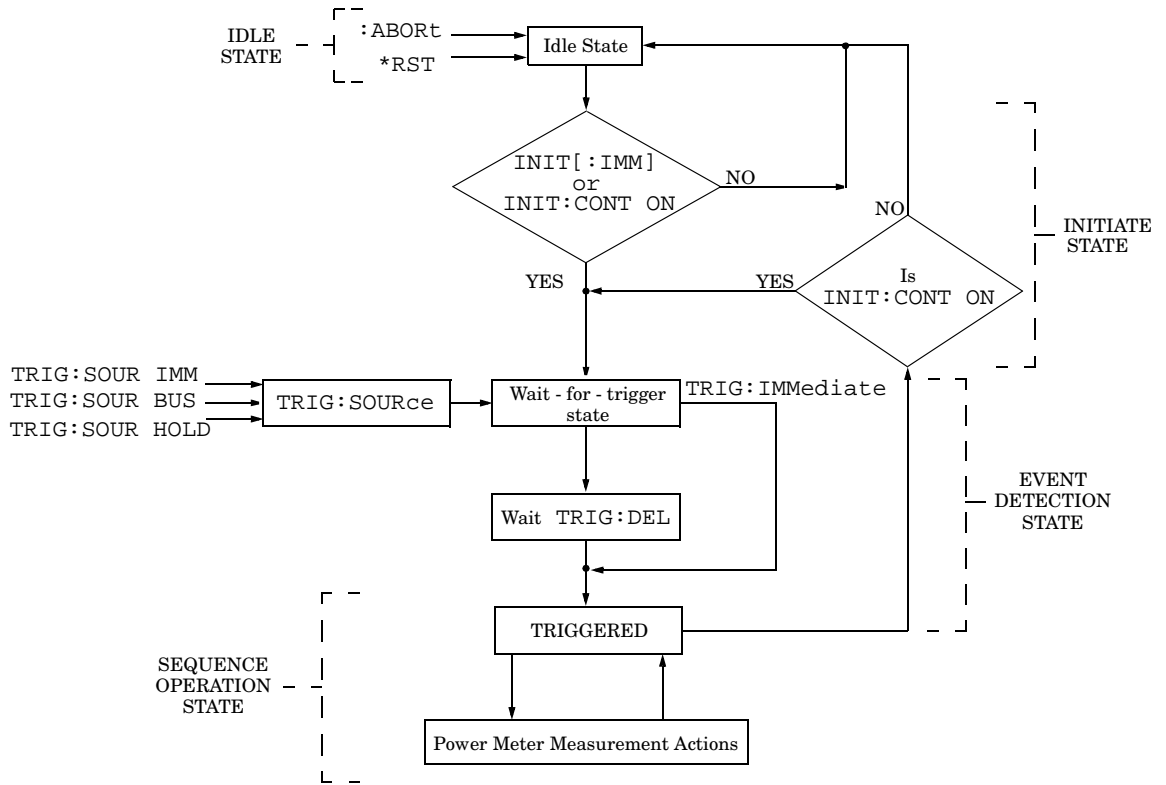 IDLE
STATE
:ABORt
*RST
Idle State
INIT[:IMM]
or
INIT:CONT ON
NO
NO
INITIATE
STATE
YES
YES
Is
INIT:CONT ON
TRIG:SOUR IMM
TRIG:SOUR BUS
TRIG:SOUR HOLD
TRIG:SOURce
Wait - for - trigger
state
TRIG:IMMediate
Wait TRIG:DEL
EVENT
DETECTION
STATE
TRIGGERED
SEQUENCE
OPERATION
STATE
Power Meter Measurement Actions